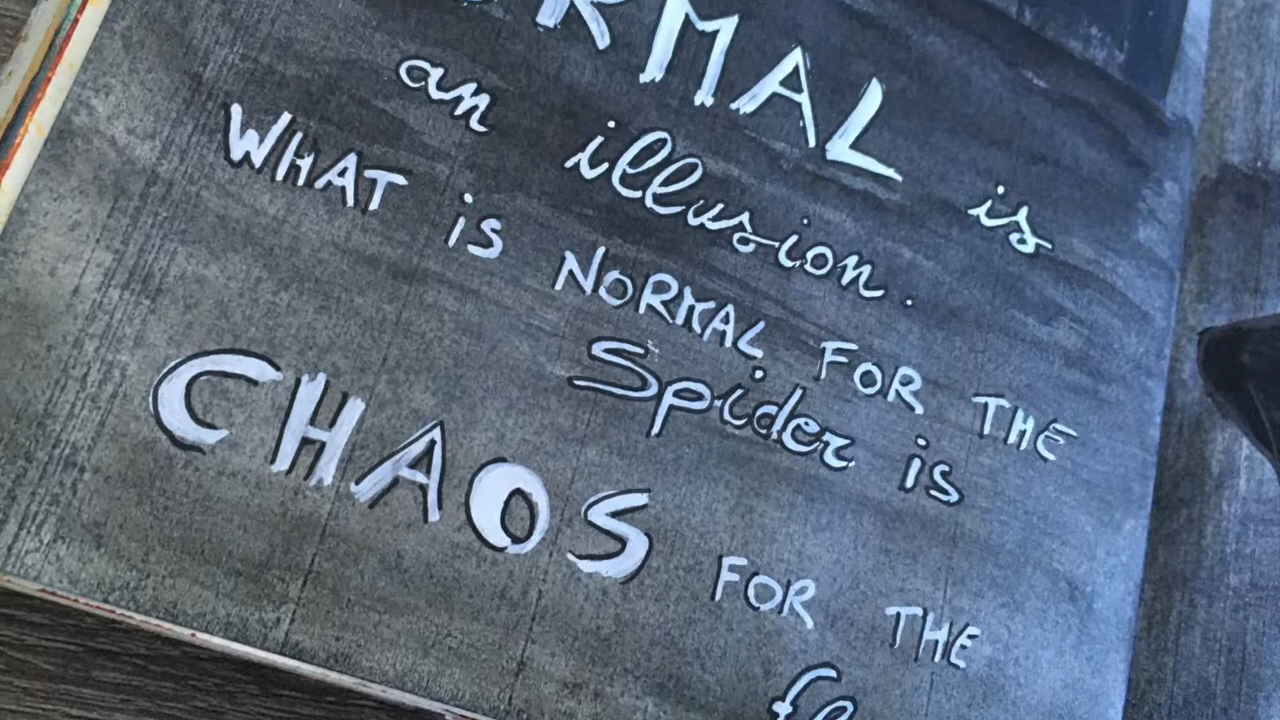 RMAL is
an illusion.
WHAT is NORMAL FOR THE
Spider is
CHAOS FOR THE